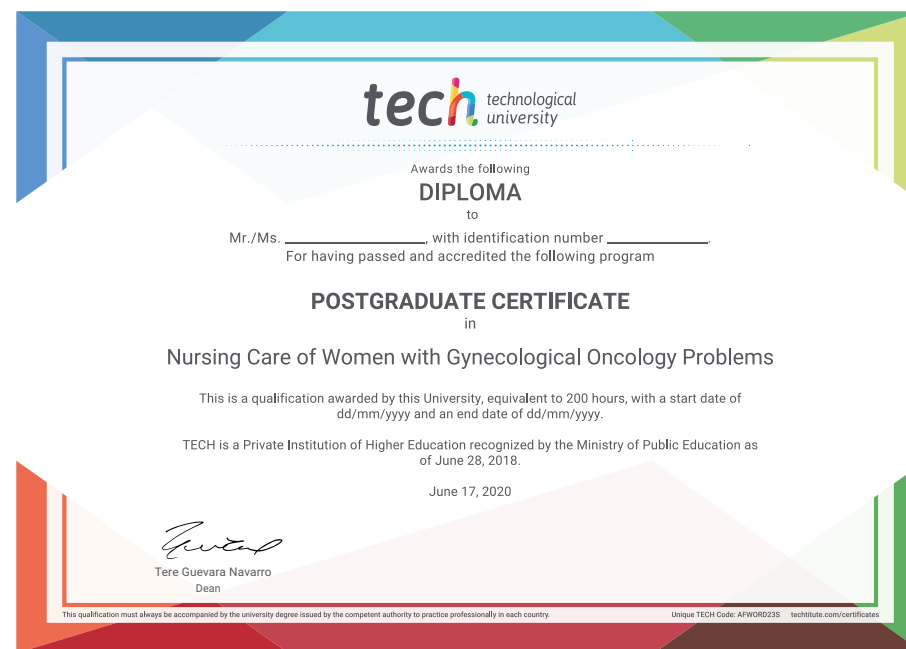 tech technological
university
Awards the following
DIPLOMA
to
Mr./Ms. ____________________, with identification number ______________.
For having passed and accredited the following program
POSTGRADUATE CERTIFICATE
in
Nursing Care of Women with Gynecological Oncology Problems
This is a qualification awarded by this University, equivalent to 200 hours, with a start date of
dd/mm/yyyy and an end date of dd/mm/yyyy.
TECH is a Private Institution of Higher Education recognized by the Ministry of Public Education as
of June 28, 2018.
June 17, 2020
Tere Guevara Navarro
Dean
This qualification must always be accompanied by the university degree issued by the competent authority to practice professionally in each country.
Unique TECH Code: AFWORD23S techtitute.com/certificates